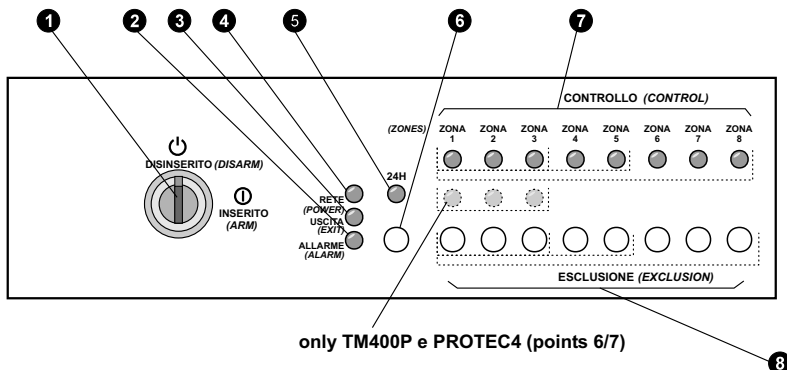 1 2 3 4 5 6 7
CONTROLLO (CONTROL)
(ZONES) ZONA 1 ZONA 2 ZONA 3 ZONA 4 ZONA 5 ZONA 6 ZONA 7 ZONA 8
DISINSERITO (DISARM)
24H
INSERITO
(ARM)
RETE
(POWER)
USCITA
(EXIT)
ALLARME
(ALARM)
ESCLUSIONE (EXCLUSION)
only TM400P e PROTEC4 (points 6/7)
8